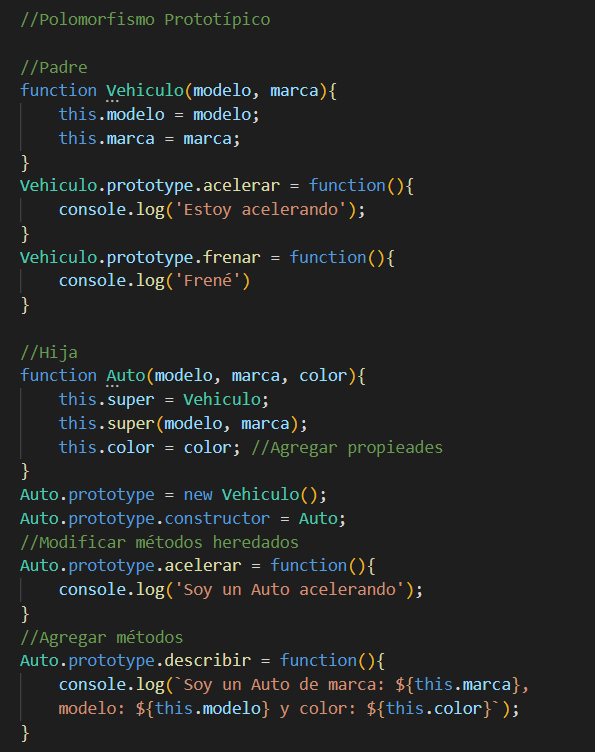 //Polomorfismo Prototípico
//Padre
function Vehiculo(modelo, marca){
    this.modelo = modelo;
    this.marca = marca;
}
Vehiculo.prototype.acelerar = function(){
    console.log('Estoy acelerando');
}
Vehiculo.prototype.frenar = function(){
    console.log('Frené')
}
//Hija
function Auto(modelo, marca, color){
    this.super = Vehiculo;
    this.super(modelo, marca);
    this.color = color; //Agregar propieades
}
Auto.prototype = new Vehiculo();
Auto.prototype.constructor = Auto;
//Modificar métodos heredados
Auto.prototype.acelerar = function(){
    console.log('Soy un Auto acelerando');
}
//Agregar métodos
Auto.prototype.describir = function(){
    console.log(`Soy un Auto de marca: ${this.marca},
    modelo: ${this.modelo} y color: ${this.color}`);
}